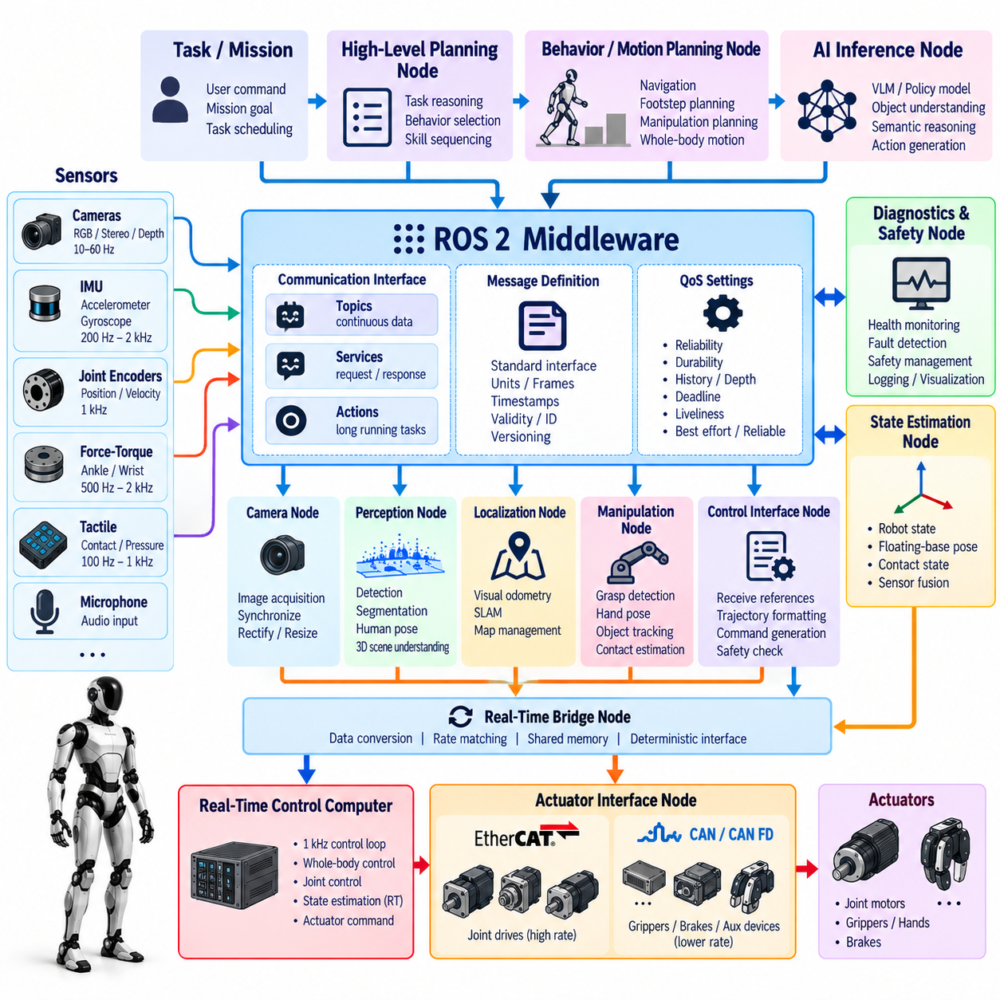 Task / Mission
User command
Mission goal
Task scheduling
High-Level Planning
Node
Task reasoning
Behavior selection
Skill sequencing
Behavior / Motion Planning Node
Navigation
Footstep planning
Manipulation planning
Whole-body motion
AI Inference Node
VLM / Policy model
Object understanding
Semantic reasoning
Action generation
Sensors
Cameras
RGB / Stereo / Depth
10–60 Hz
IMU
Accelerometer
Gyroscope
200 Hz – 2 kHz
Joint Encoders
Position / Velocity
1 kHz
Force-Torque
Ankle / Wrist
500 Hz – 2 kHz
Tactile
Contact / Pressure
100 Hz – 1 kHz
Microphone
Audio input
•••
ROS 2 Middleware
Communication Interface
Topics
continuous data
Services
request / response
Actions
long running tasks
Message Definition
Standard interface
Units / Frames
Timestamps
Validity / ID
Versioning
QoS Settings
• Reliability
• Durability
• History / Depth
• Deadline
• Liveliness
• Best effort / Reliable
Diagnostics &
Safety Node
Health monitoring
Fault detection
Safety management
Logging / Visualization
State Estimation
Node
• Robot state
• Floating-base pose
• Contact state
• Sensor fusion
Camera Node
Image acquisition
Synchronize
Rectify / Resize
Perception Node
Detection
Segmentation
Human pose
3D scene understanding
Localization Node
Visual odometry
SLAM
Map management
Manipulation
Node
Grasp detection
Hand pose
Object tracking
Contact estimation
Control Interface Node
Receive references
Trajectory formatting
Command generation
Safety check
Real-Time Bridge Node
Data conversion | Rate matching | Shared memory | Deterministic interface
Real-Time Control Computer
• 1 kHz control loop
• Whole-body control
• Joint control
• State estimation (RT)
• Actuator command
Actuator Interface Node
EtherCAT®
Joint drives (high rate)
CAN / CAN FD
•••
Grippers / Brakes / Aux devices
(lower rate)
Actuators
•••
• Joint motors
• Grippers / Hands
• Brakes